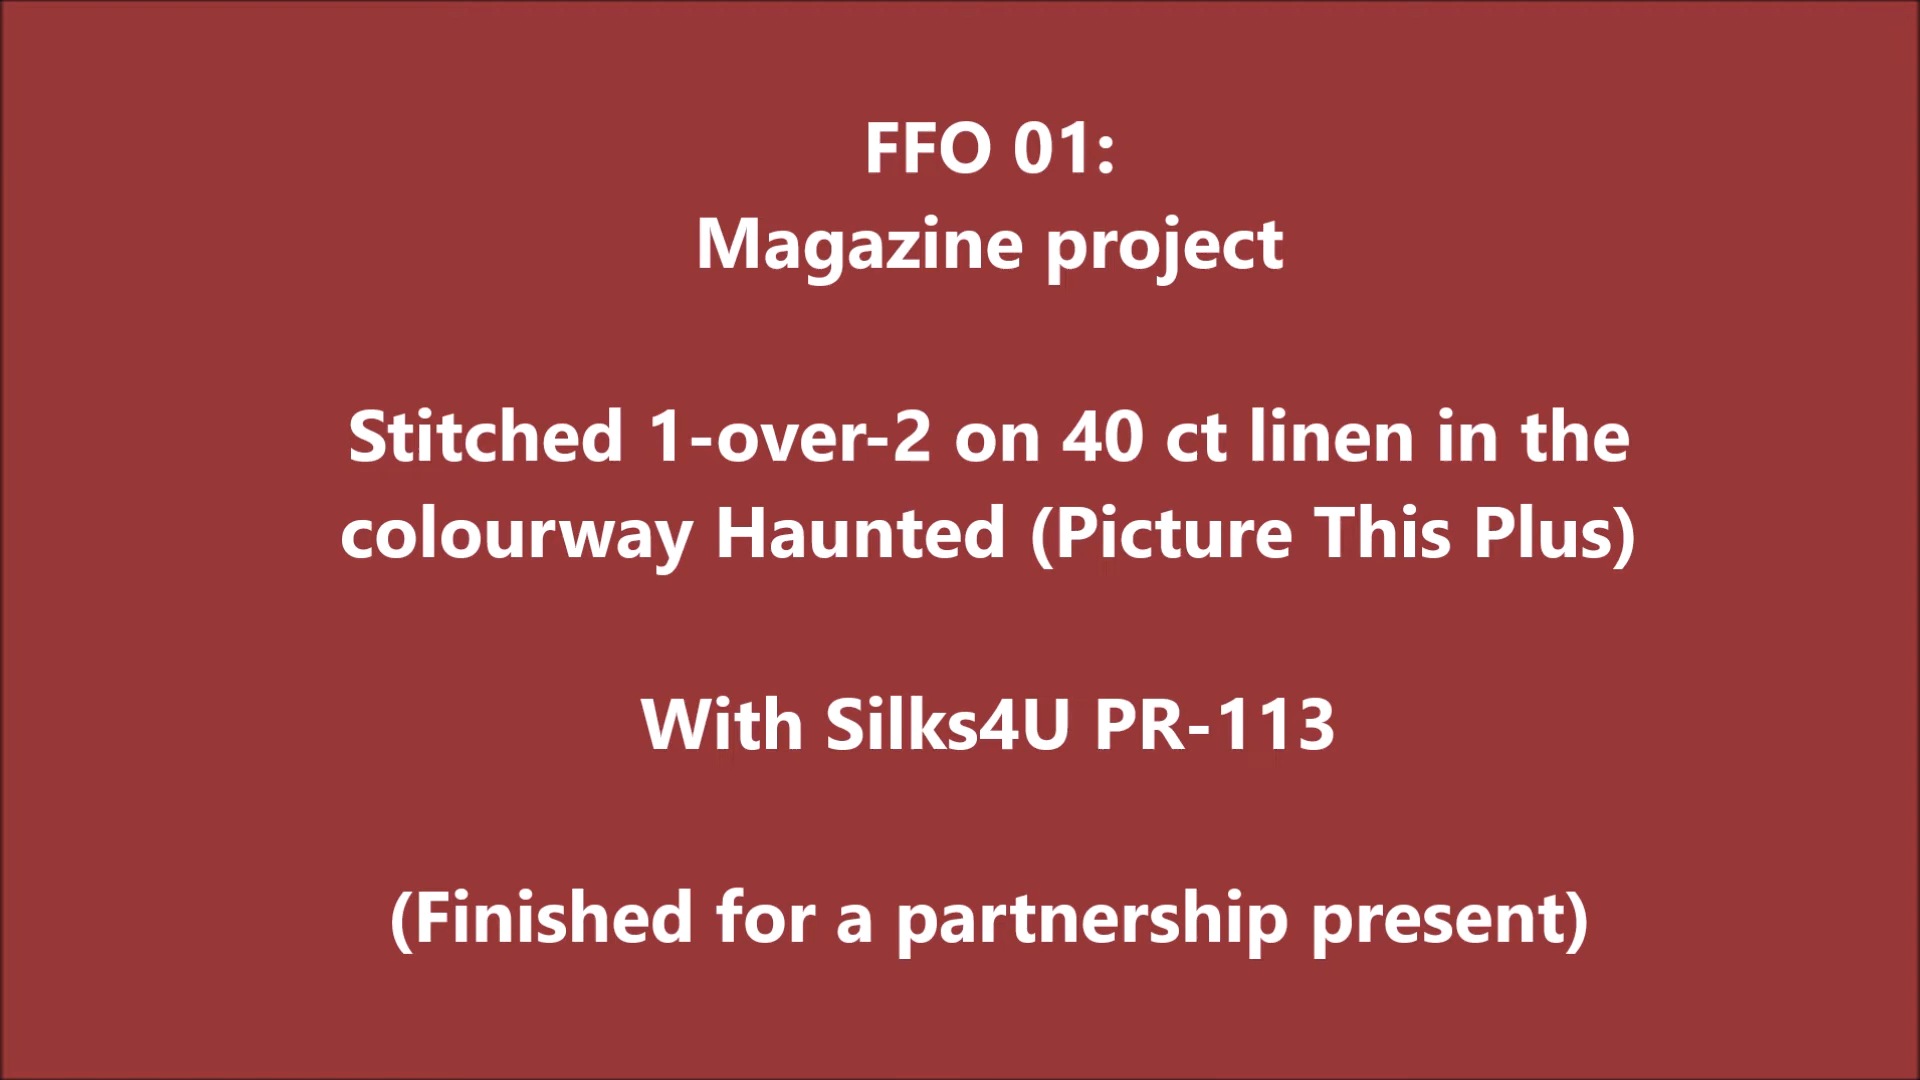 FFO 01:
Magazine project
Stitched 1-over-2 on 40 ct linen in the
colourway Haunted (Picture This Plus)
With Silks4U PR-113
(Finished for a partnership present)